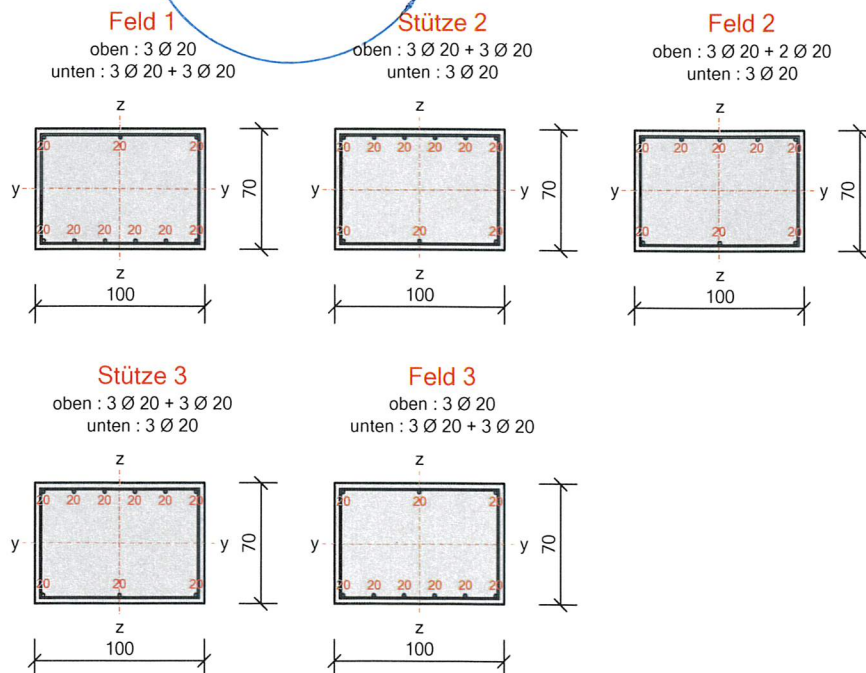 Feld 1
oben : 3 Ø 20
unten : 3 Ø 20 + 3 Ø 20
z
20 20 20
y y
70
20 20 20 20 20 20
z
100
Stütze 2
oben : 3 Ø 20 + 3 Ø 20
unten : 3 Ø 20
z
20 20 20 20 20 20
y y
70
20 20 20
z
100
Feld 2
oben : 3 Ø 20 + 2 Ø 20
unten : 3 Ø 20
z
20 20 20 20 20
y y
70
20 20 20
z
100
Stütze 3
oben : 3 Ø 20 + 3 Ø 20
unten : 3 Ø 20
z
20 20 20 20 20 20
y y
70
20 20 20
z
100
Feld 3
oben : 3 Ø 20
unten : 3 Ø 20 + 3 Ø 20
z
20 20 20
y y
70
20 20 20 20 20 20
z
100